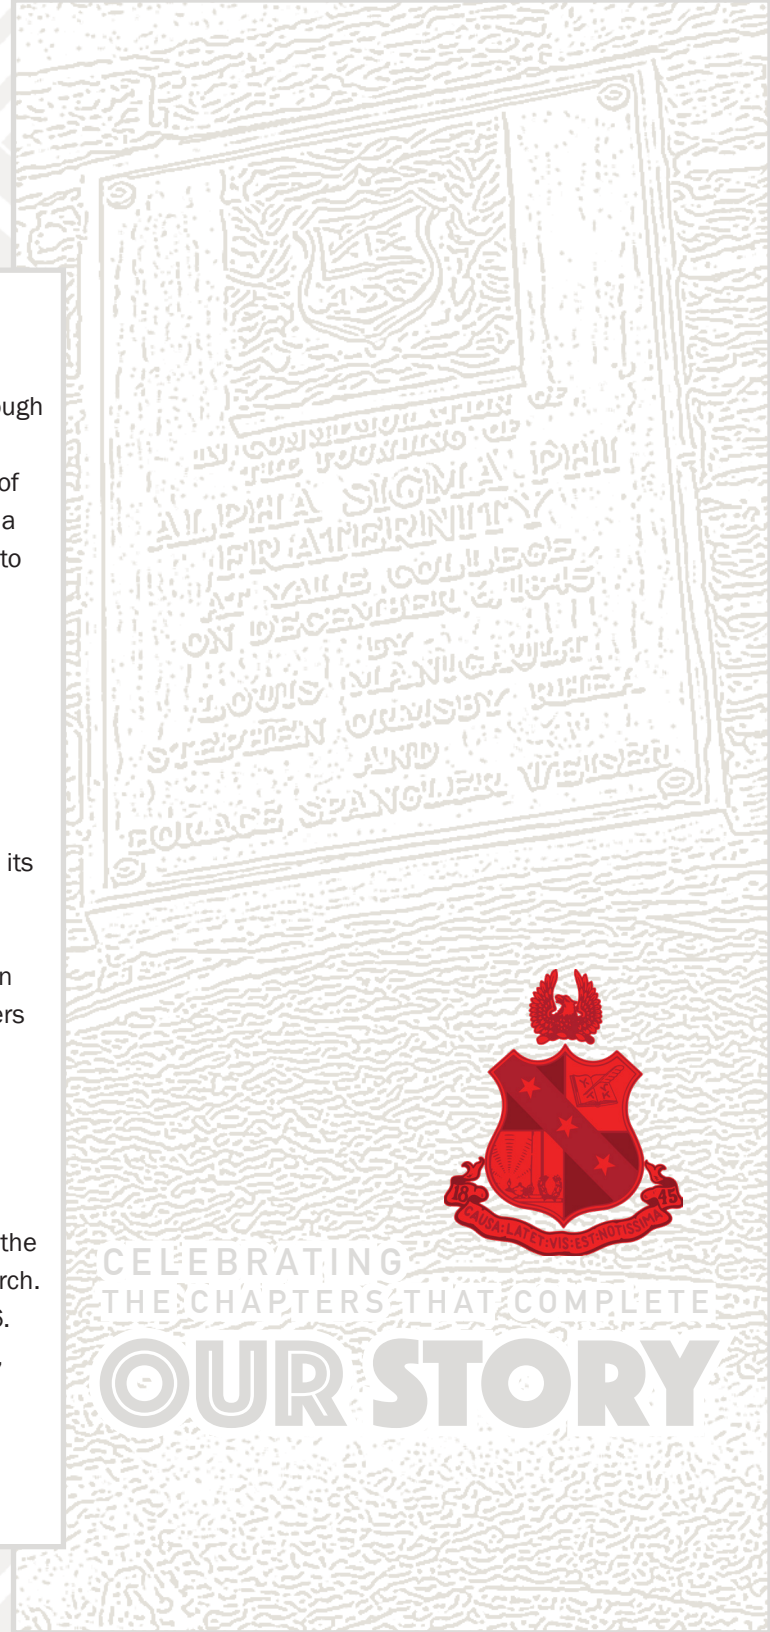 ough
of
a
to
its
n
ers
the
rch.
6.
IN COMMEMORATION OF
THE FOUNDING OF
ALPHA SIGMA PHI
FRATERNITY
AT YALE COLLEGE
ON DECEMBER 6, 1845
BY
LOUIS MANIGAULT
STEPHEN ORMSBY RHEA
AND
HORACE SPANGLER WEISER
18 45
CAUSA:LATET:VIS:EST:NOTISSIMA
CELEBRATING
THE CHAPTERS THAT COMPLETE
OUR STORY